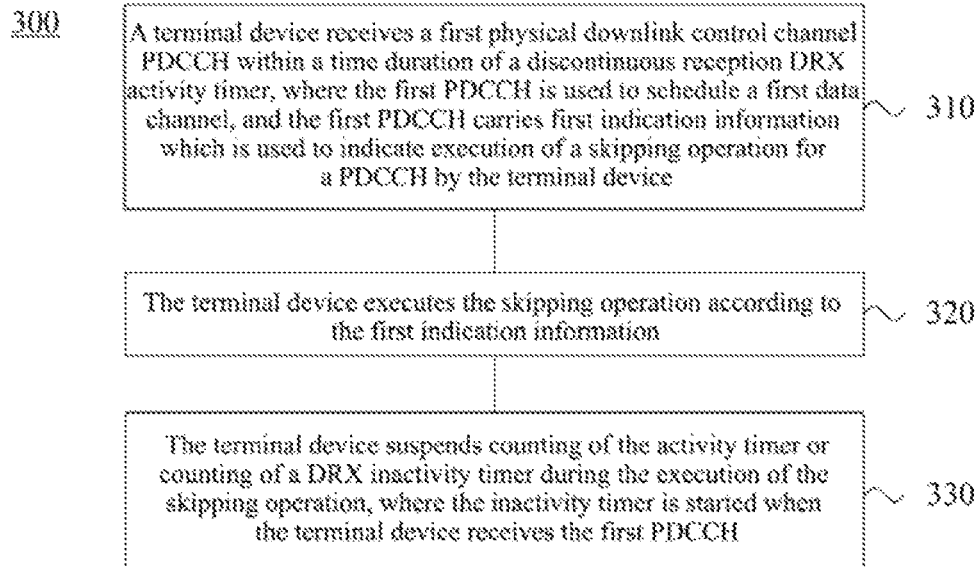 300
A terminal device receives a first physical downlink control channel
PDCCH within a time duration of a discontinuous reception DRX
activity timer, where the first PDCCH is used to schedule a first data
channel, and the first PDCCH carries first indication information
which is used to indicate execution of a skipping operation for
a PDCCH by the terminal device
310
The terminal device executes the skipping operation according to
the first indication information
320
The terminal device suspends counting of the activity timer or
counting of a DRX inactivity timer during the execution of the
skipping operation, where the inactivity timer is started when
the terminal device receives the first PDCCH
330